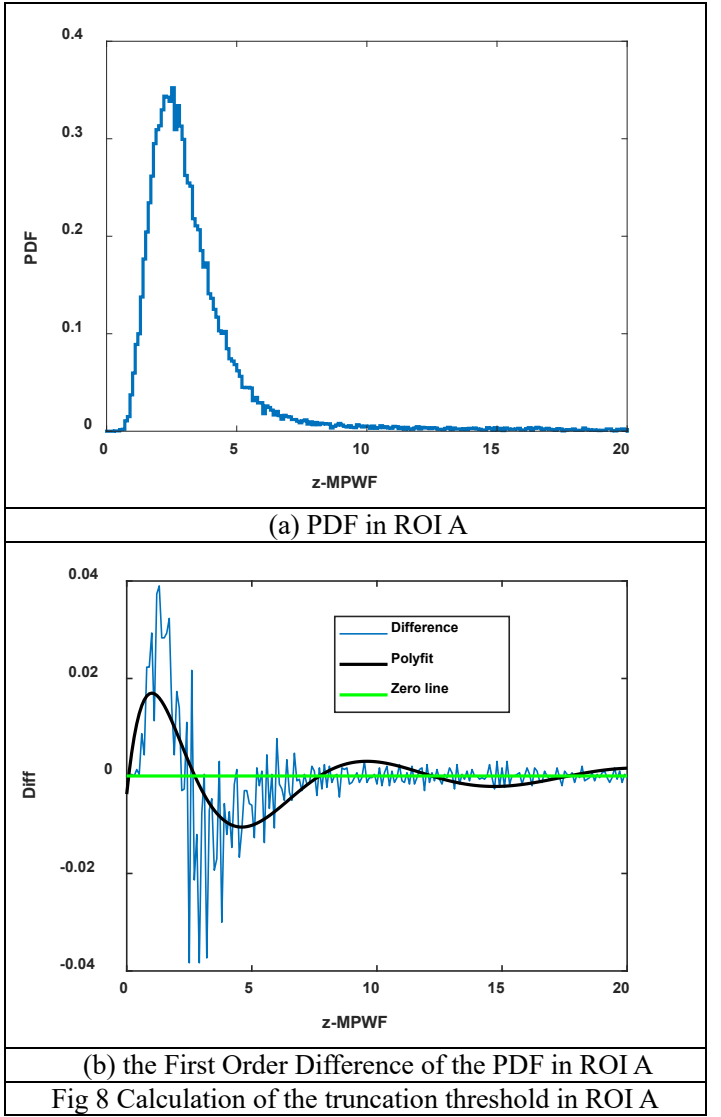 0.4
0.3
0.2
0.1
0
PDF
0 5 10 15 20
z-MPWF
(a) PDF in ROI A
0.04
0.02
0
-0.02
-0.04
Diff
Difference
Polyfit
Zero line
0 5 10 15 20
z-MPWF
(b) the First Order Difference of the PDF in ROI A
Fig 8 Calculation of the truncation threshold in ROI A